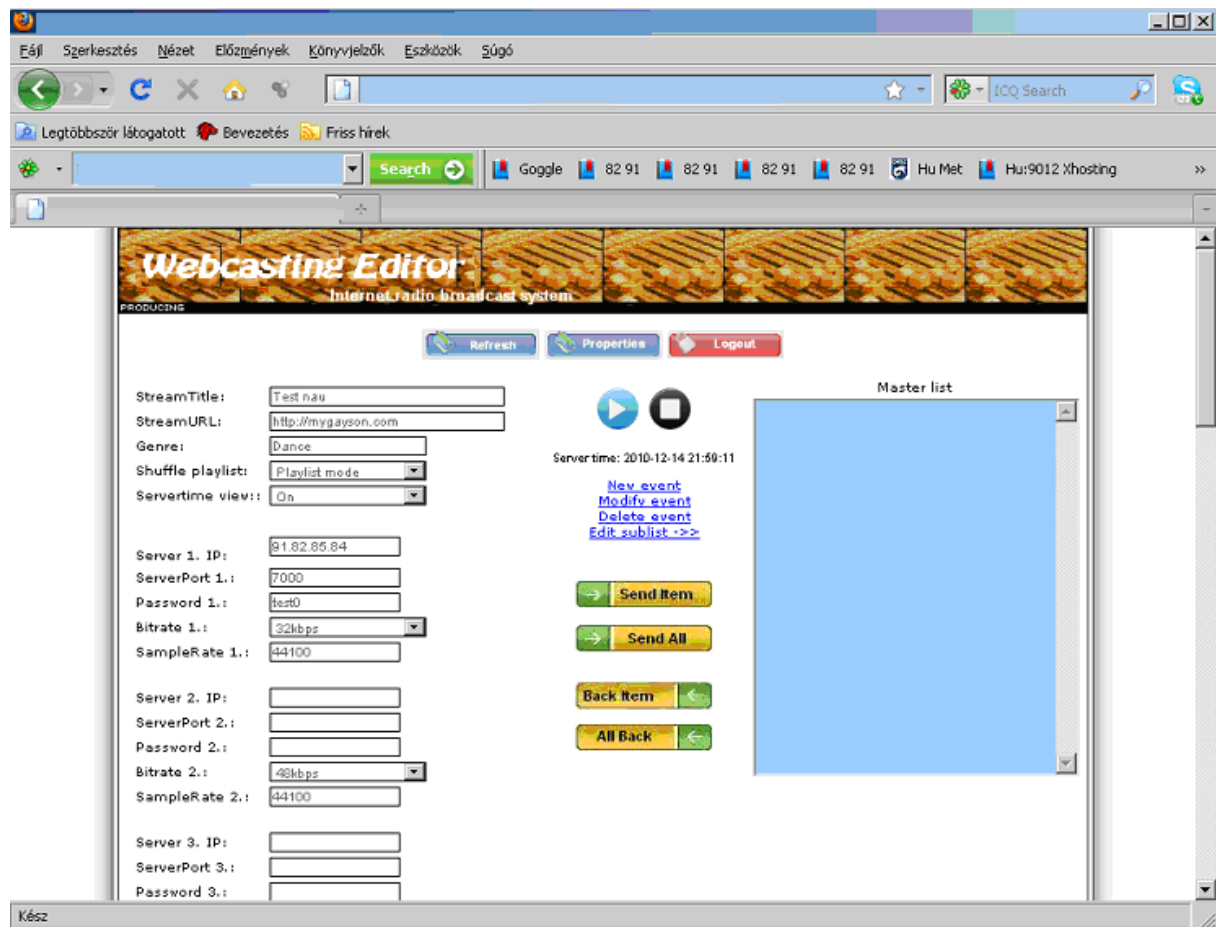 Fájl Szerkesztés Nézet Előzmények Könyvjelzők Eszközök Súgó
ICQ Search
Legtöbbször látogatott Bevezetés Friss hírek
Search Goggle 82 91 82 91 82 91 82 91 Hu Met Hu:9012 Xhosting »
Webcasting Editor
Internet radio broadcast system
PRODUCING
Refresh Properties Logout
StreamTitle: Test nau
StreamURL: http://mygayson.com
Genre: Dance
Shuffle playlist: Playlist mode
Servertime view:: On
Server 1. IP: 91.82.85.84
ServerPort 1.: 7000
Password 1.: test0
Bitrate 1.: 32kbps
SampleRate 1.: 44100
Server 2. IP:
ServerPort 2.:
Password 2.:
Bitrate 2.: 48kbps
SampleRate 2.: 44100
Server 3. IP:
ServerPort 3.:
Password 3.:
Server time: 2010-12-14 21:59:11
New event
Modify event
Delete event
Edit sublist ->>
Send Item
Send All
Back Item
All Back
Master list
Kész